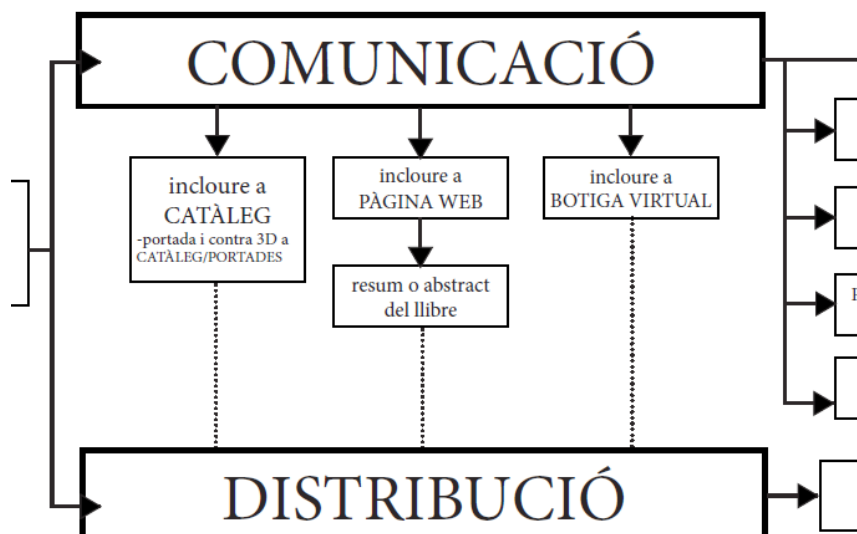 COMUNICACIÓ
incloure a
CATÀLEG
-portada i contra 3D a
CATÀLEG/PORTADES
incloure a
PÀGINA WEB
resum o abstract
del llibre
incloure a
BOTIGA VIRTUAL
DISTRIBUCIÓ